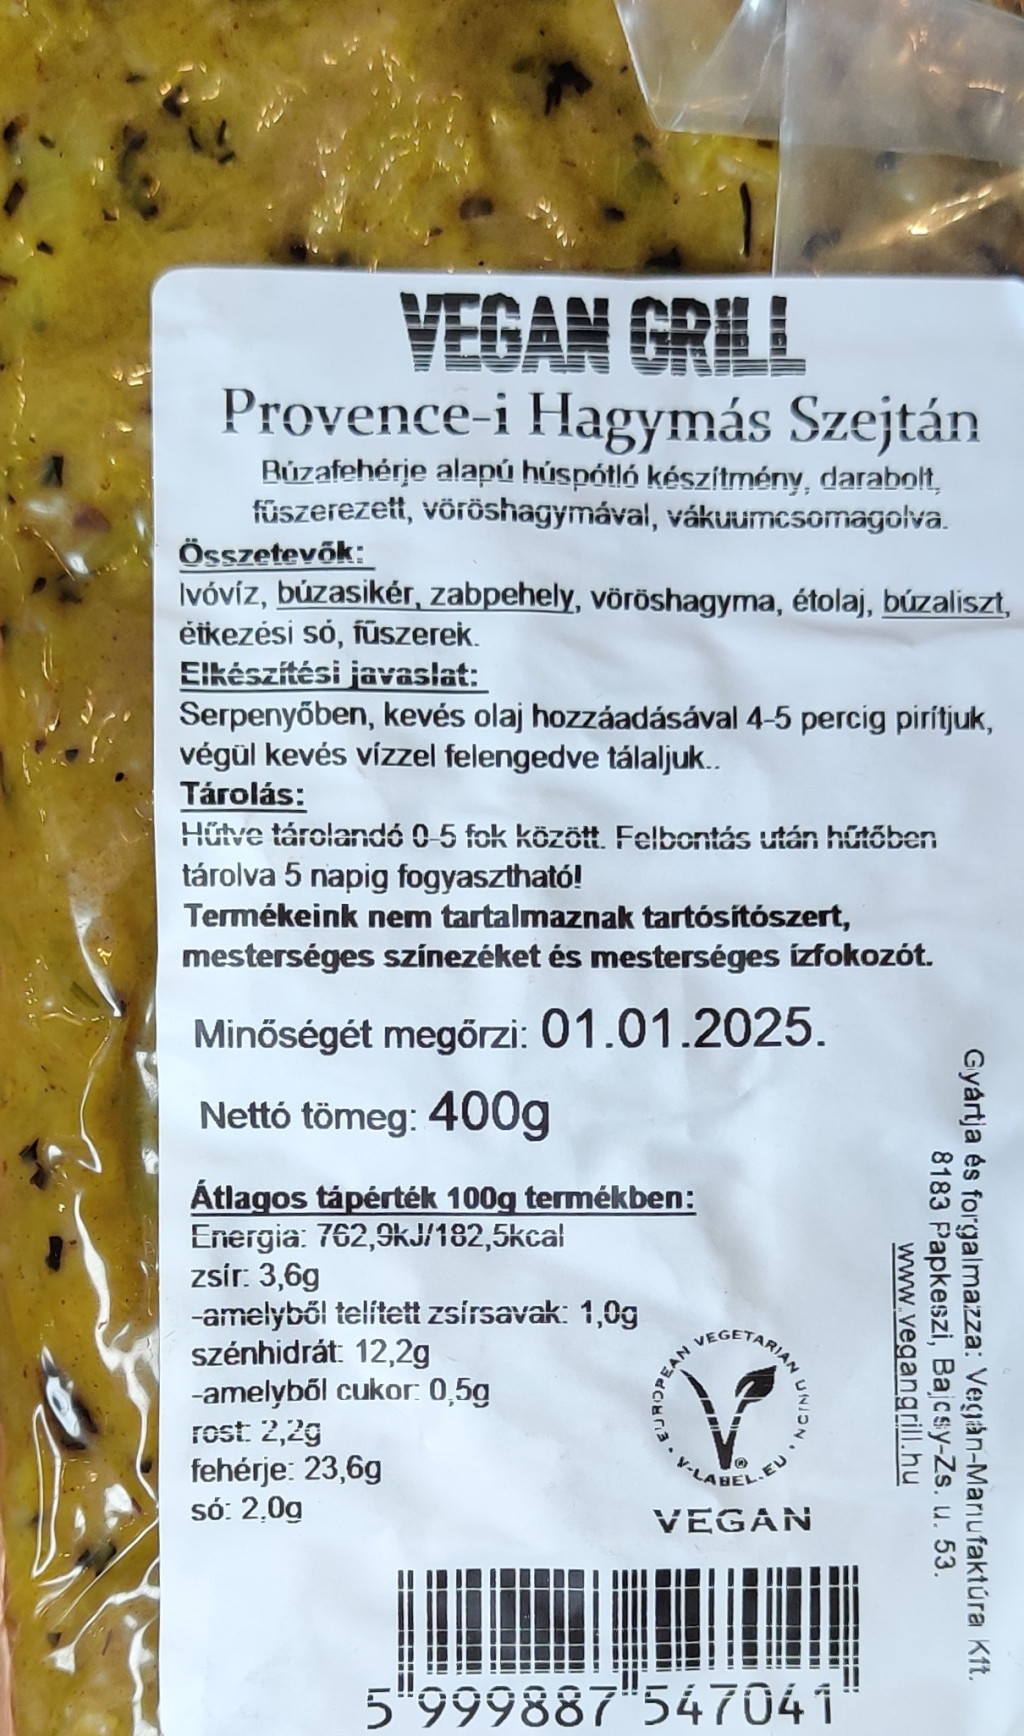 VEGAN GRILL
Provence-i Hagymás Szejtán
Búzafehérje alapú húspótló készítmény, darabolt,
fűszerezett, vöröshagymával, vákuumcsomagolva.
Összetevők:
Ivóvíz, búzasikér, zabpehely, vöröshagyma, étolaj, búzaliszt,
étkezési só, fűszerek.
Elkészítési javaslat:
Serpenyőben, kevés olaj hozzáadásával 4-5 percig pirítjuk,
végül kevés vízzel felengedve tálaljuk..
Tárolás:
Hűtve tárolandó 0-5 fok között. Felbontás után hűtőben
tárolva 5 napig fogyasztható!
Termékeink nem tartalmaznak tartósítószert,
mesterséges színezéket és mesterséges ízfokozót.
Minőségét megőrzi: 01.01.2025.
Nettó tömeg: 400g
Átlagos tápérték 100g termékben:
Energia: 762,9kJ/182,5kcal
zsír: 3,6g
-amelyből telített zsírsavak: 1,0g
szénhidrát: 12,2g
-amelyből cukor: 0,5g
rost: 2,2g
fehérje: 23,6g
só: 2,0g
EUROPEAN VEGETARIAN UNION
V-LABEL.EU
®
VEGAN
Gyártja és forgalmazza: Vegán-Manufaktúra Kft.
8183 Papkeszi, Bajcsy-Zs. u. 53.
www.vegangrill.hu
5"999887"547041"